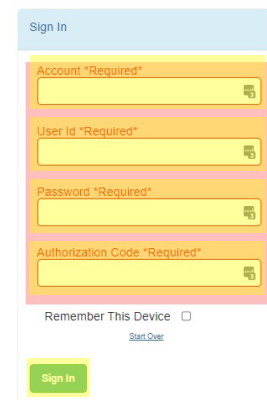 Sign In
Account *Required*
User Id *Required*
Password *Required*
Authorization Code *Required*
Remember This Device
Start Over
Sign In